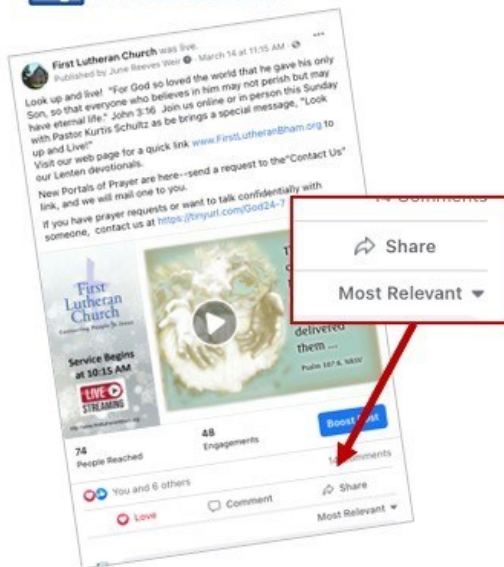 First Lutheran Church was live.
Published by June Reeves Weir · March 14 at 11:15 AM ·
Look up and live! "For God so loved the world that he gave his only
Son, so that everyone who believes in him may not perish but may
have eternal life." John 3:16 Join us online or in person this Sunday
with Pastor Kurtis Schultz as be brings a special message, "Look
up and Live!"
Visit our web page for a quick link www.FirstLutheranBham.org to
our Lenten devotionals.
New Portals of Prayer are here--send a request to the"Contact Us"
link, and we will mail one to you.
If you have prayer requests or want to talk confidentially with
someone, contact us at https://tinyurl.com/God24-7
Comments
Share
Most Relevant
First
Lutheran
Church
Connecting People to Jesus
Service Begins
at 10:15 AM
LIVE
STREAMING
delivered
them ...
Psalm 107:6, NRSV
74
People Reached
48
Engagements
Boost
14 Comments
You and 6 others
Love
Comment
Share
Most Relevant